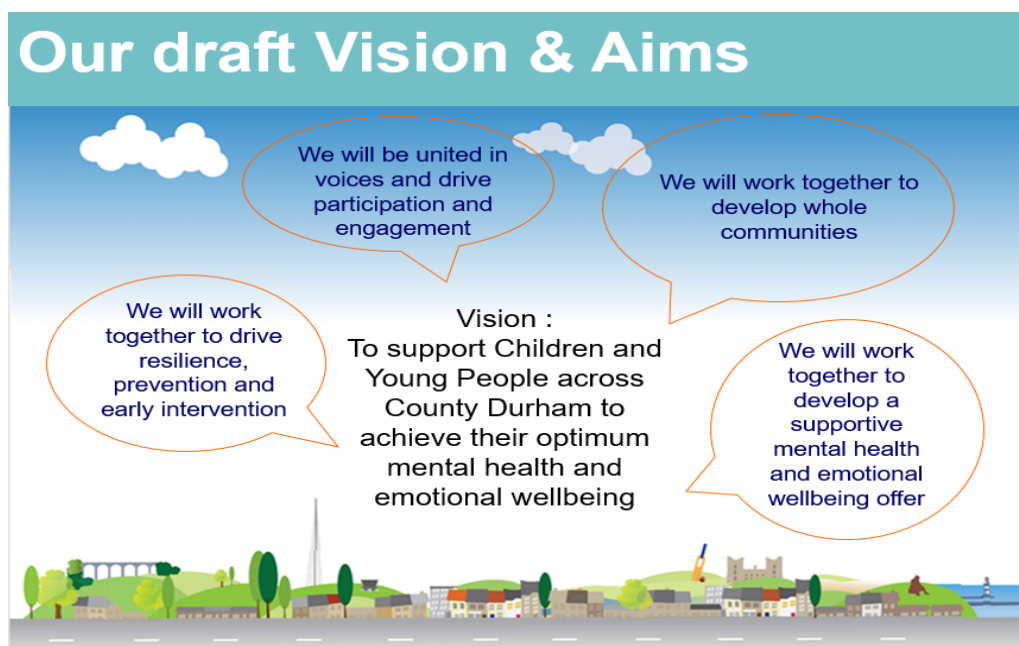 Our draft Vision & Aims
We will be united in
voices and drive
participation and
engagement
We will work together to
develop whole
communities
We will work
together to drive
resilience,
prevention and
early intervention
Vision :
To support Children and
Young People across
County Durham to
achieve their optimum
mental health and
emotional wellbeing
We will work
together to
develop a
supportive
mental health
and emotional
wellbeing offer